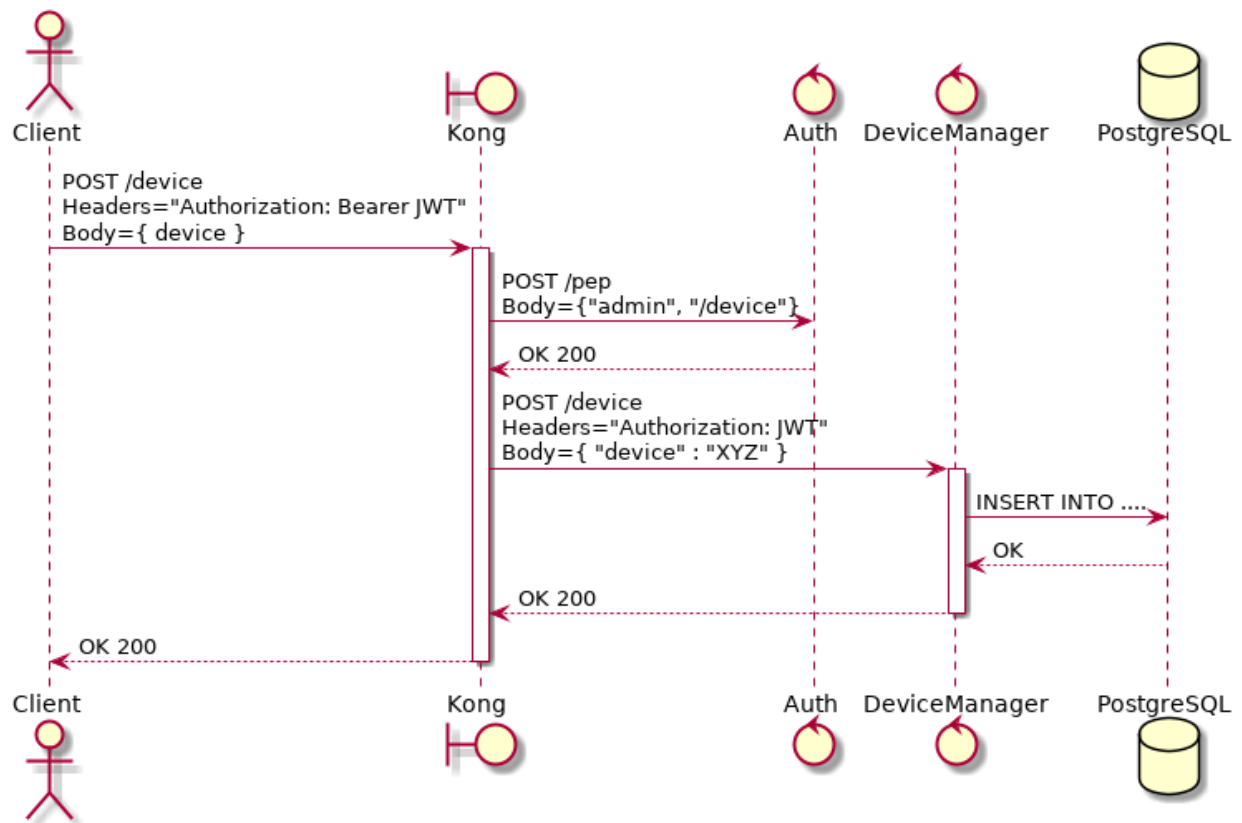 Client
Kong
Auth
DeviceManager
PostgreSQL
POST /device
Headers="Authorization: Bearer JWT"
Body={ device }
POST /pep
Body={"admin", "/device"}
OK 200
POST /device
Headers="Authorization: JWT"
Body={ "device" : "XYZ" }
INSERT INTO ....
OK
OK 200
OK 200
Client
Kong
Auth
DeviceManager
PostgreSQL